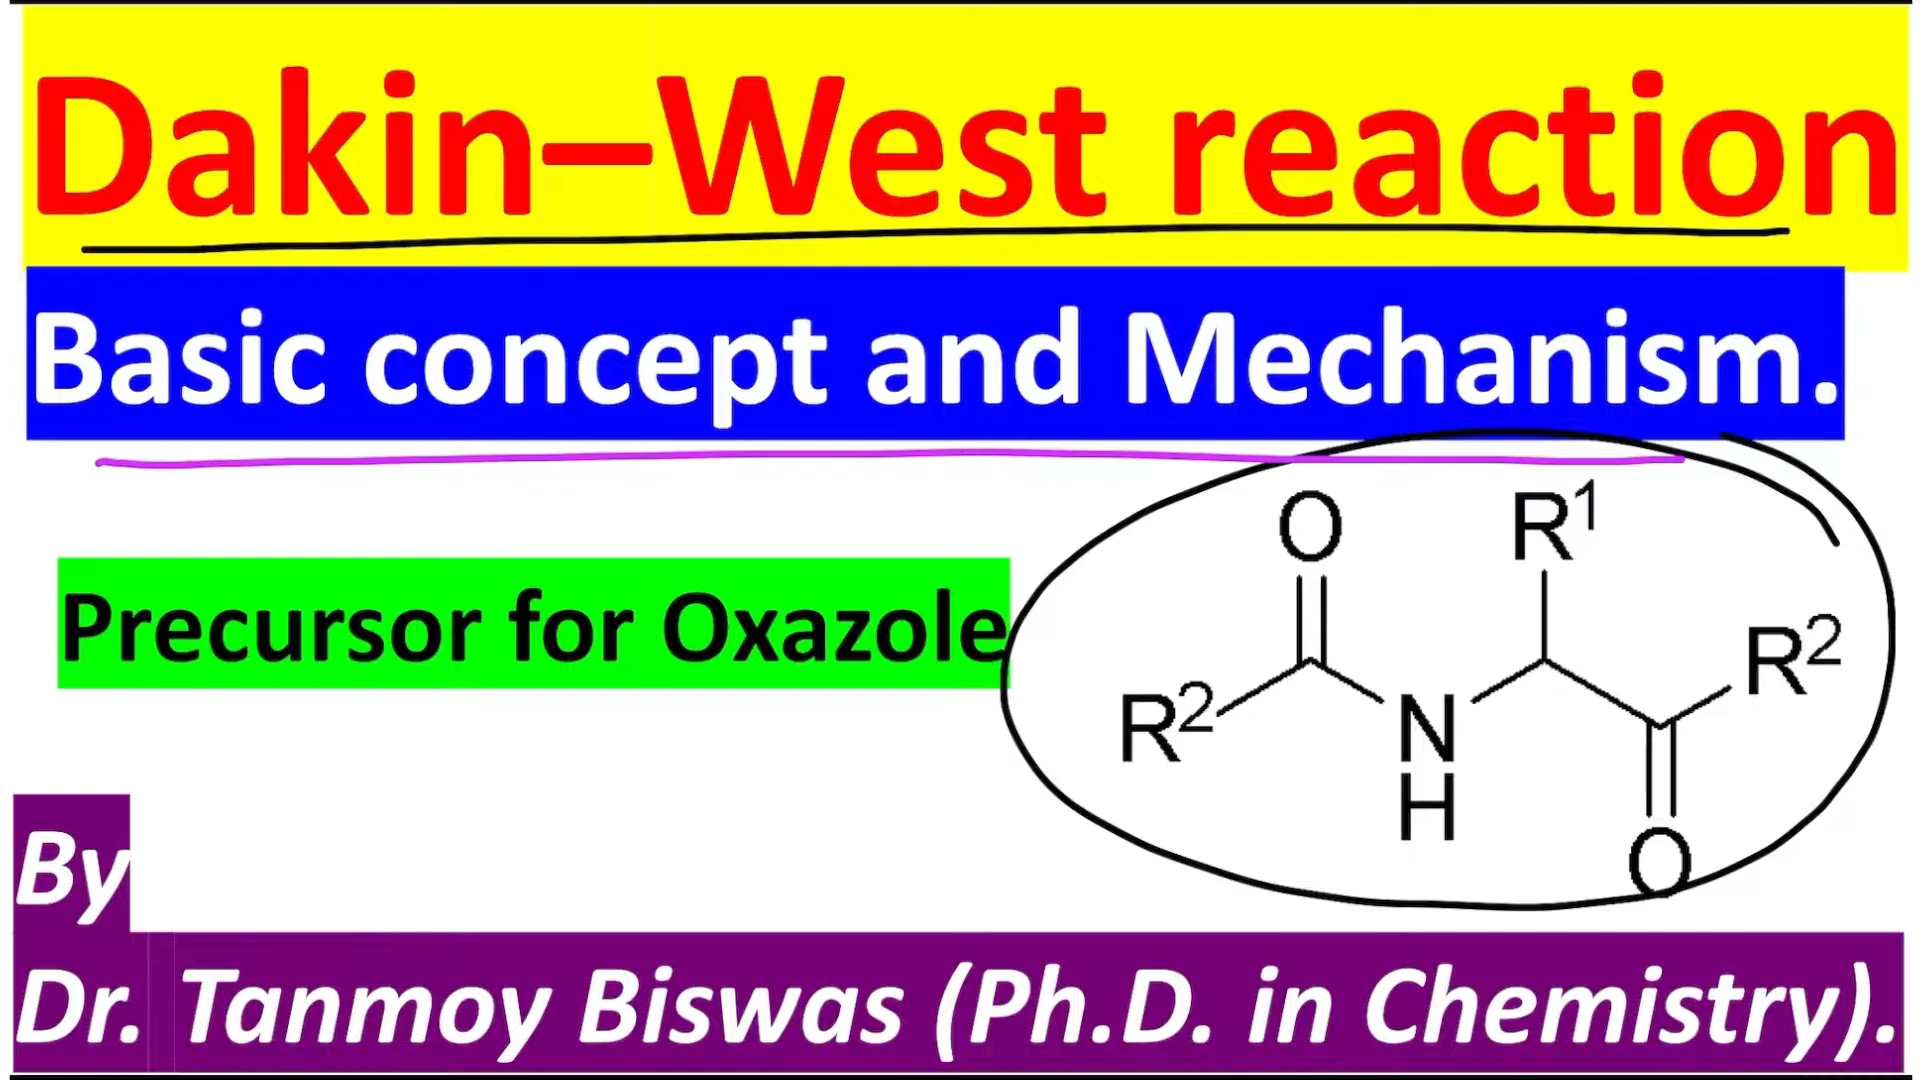 Dakin–West reaction
Basic concept and Mechanism.
Precursor for Oxazole
O
R¹
R²
R²
N
H
O
By
Dr. Tanmoy Biswas (Ph.D. in Chemistry).